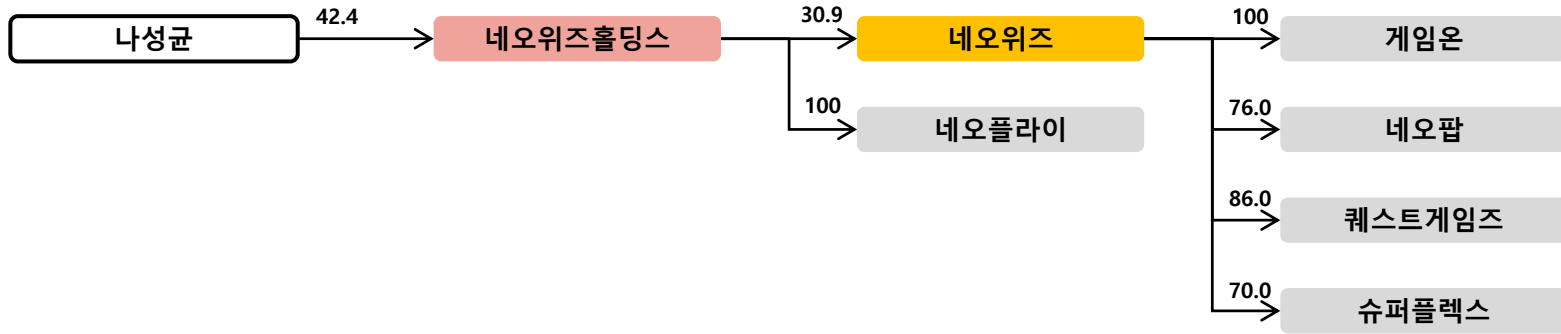 42.4
30.9
100
나성균
네오위즈홀딩스
네오위즈
게임온
100
76.0
네오플라이
네오팝
86.0
퀘스트게임즈
70.0
슈퍼플렉스